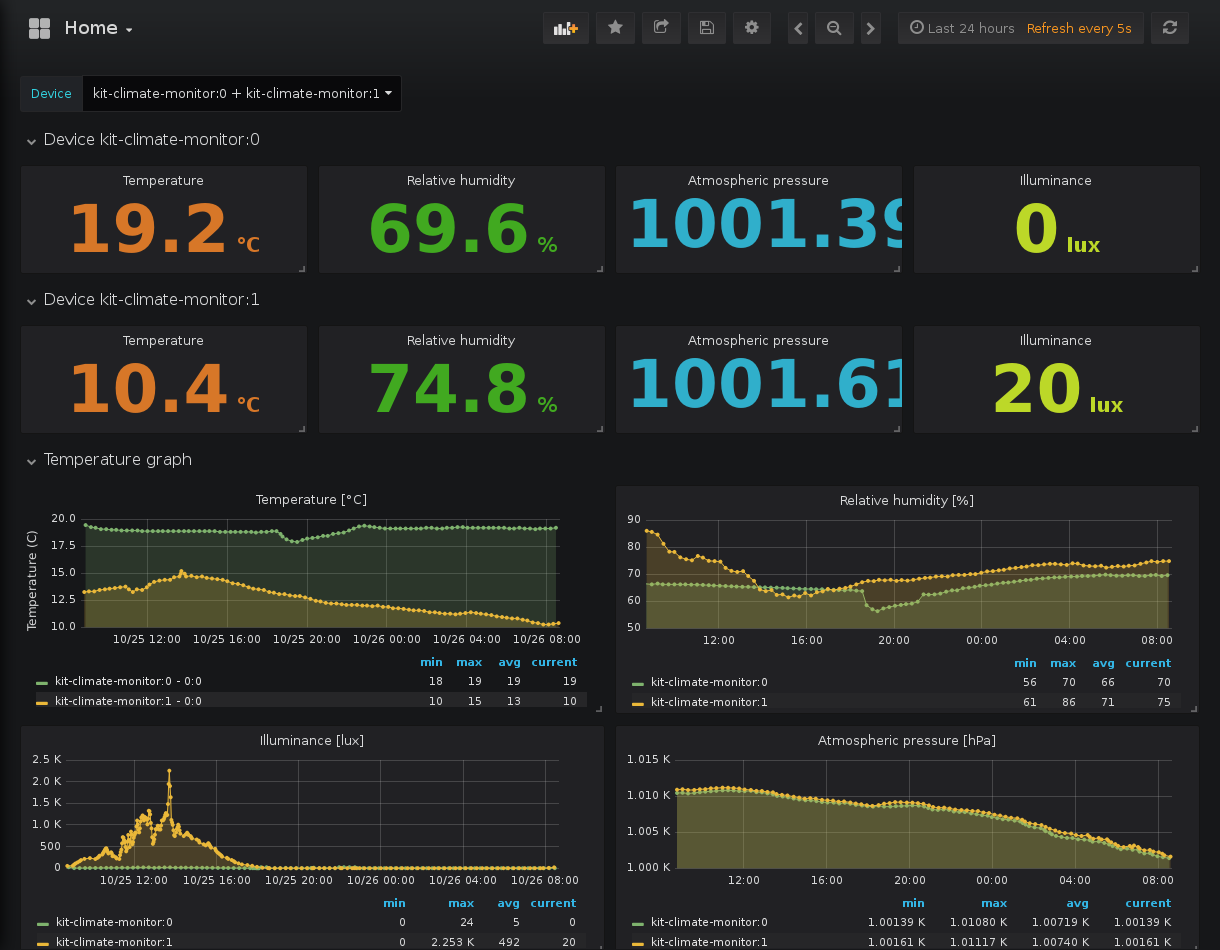 Home
Last 24 hours Refresh every 5s
Device kit-climate-monitor:0 + kit-climate-monitor:1
Device kit-climate-monitor:0
Temperature Relative humidity Atmospheric pressure Illuminance
19.2 °C 69.6 % 1001.39 0 lux
Device kit-climate-monitor:1
Temperature Relative humidity Atmospheric pressure Illuminance
10.4 °C 74.8 % 1001.61 20 lux
Temperature graph
Temperature [°C]
Temperature (C)
20.0
17.5
15.0
12.5
10.0
10/25 12:00 10/25 16:00 10/25 20:00 10/26 00:00 10/26 04:00 10/26 08:00
min max avg current
kit-climate-monitor:0 - 0:0 18 19 19 19
kit-climate-monitor:1 - 0:0 10 15 13 10
Relative humidity [%]
90
80
70
60
50
12:00 16:00 20:00 00:00 04:00 08:00
min max avg current
kit-climate-monitor:0 56 70 66 70
kit-climate-monitor:1 61 86 71 75
Illuminance [lux]
2.5 K
2.0 K
1.5 K
1.0 K
500
0
10/25 12:00 10/25 16:00 10/25 20:00 10/26 00:00 10/26 04:00 10/26 08:00
min max avg current
kit-climate-monitor:0 0 24 5 0
kit-climate-monitor:1 0 2.253 K 492 20
Atmospheric pressure [hPa]
1.015 K
1.010 K
1.005 K
1.000 K
12:00 16:00 20:00 00:00 04:00 08:00
min max avg current
kit-climate-monitor:0 1.00139 K 1.01080 K 1.00719 K 1.00139 K
kit-climate-monitor:1 1.00161 K 1.01117 K 1.00740 K 1.00161 K